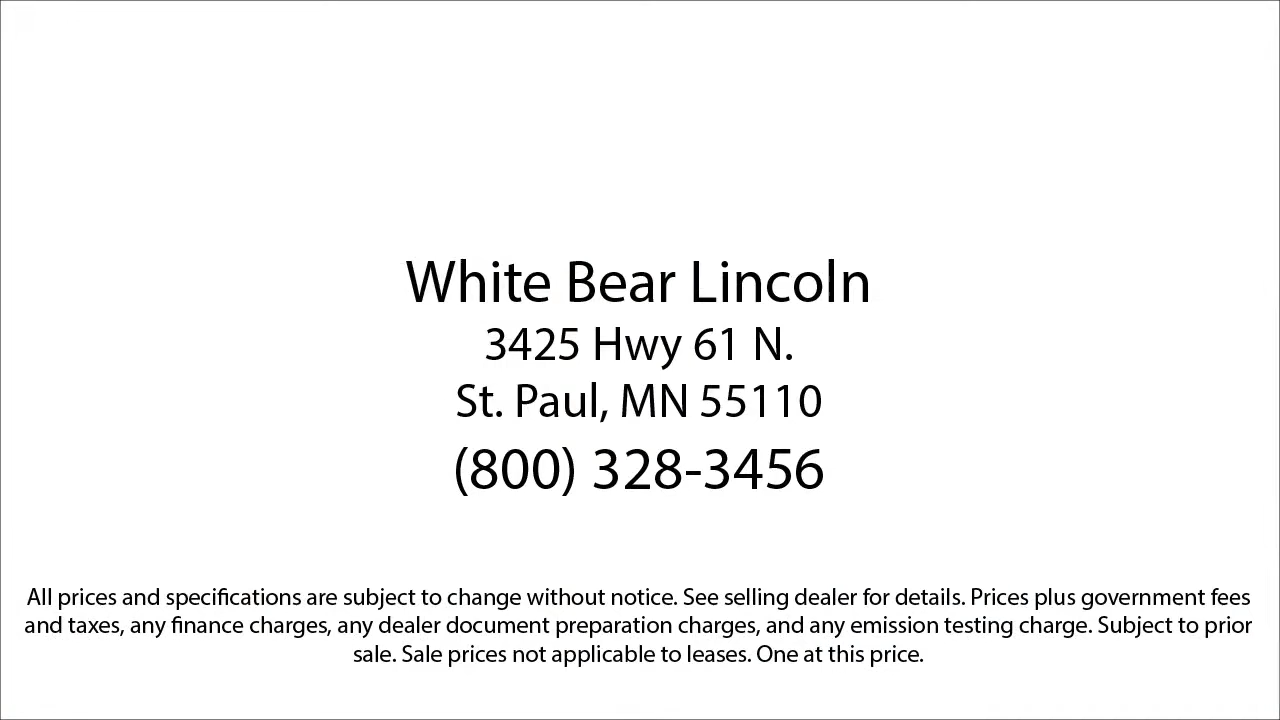 White Bear Lincoln
3425 Hwy 61 N.
St. Paul, MN 55110
(800) 328-3456
All prices and specifications are subject to change without notice. See selling dealer for details. Prices plus government fees
and taxes, any finance charges, any dealer document preparation charges, and any emission testing charge. Subject to prior
sale. Sale prices not applicable to leases. One at this price.